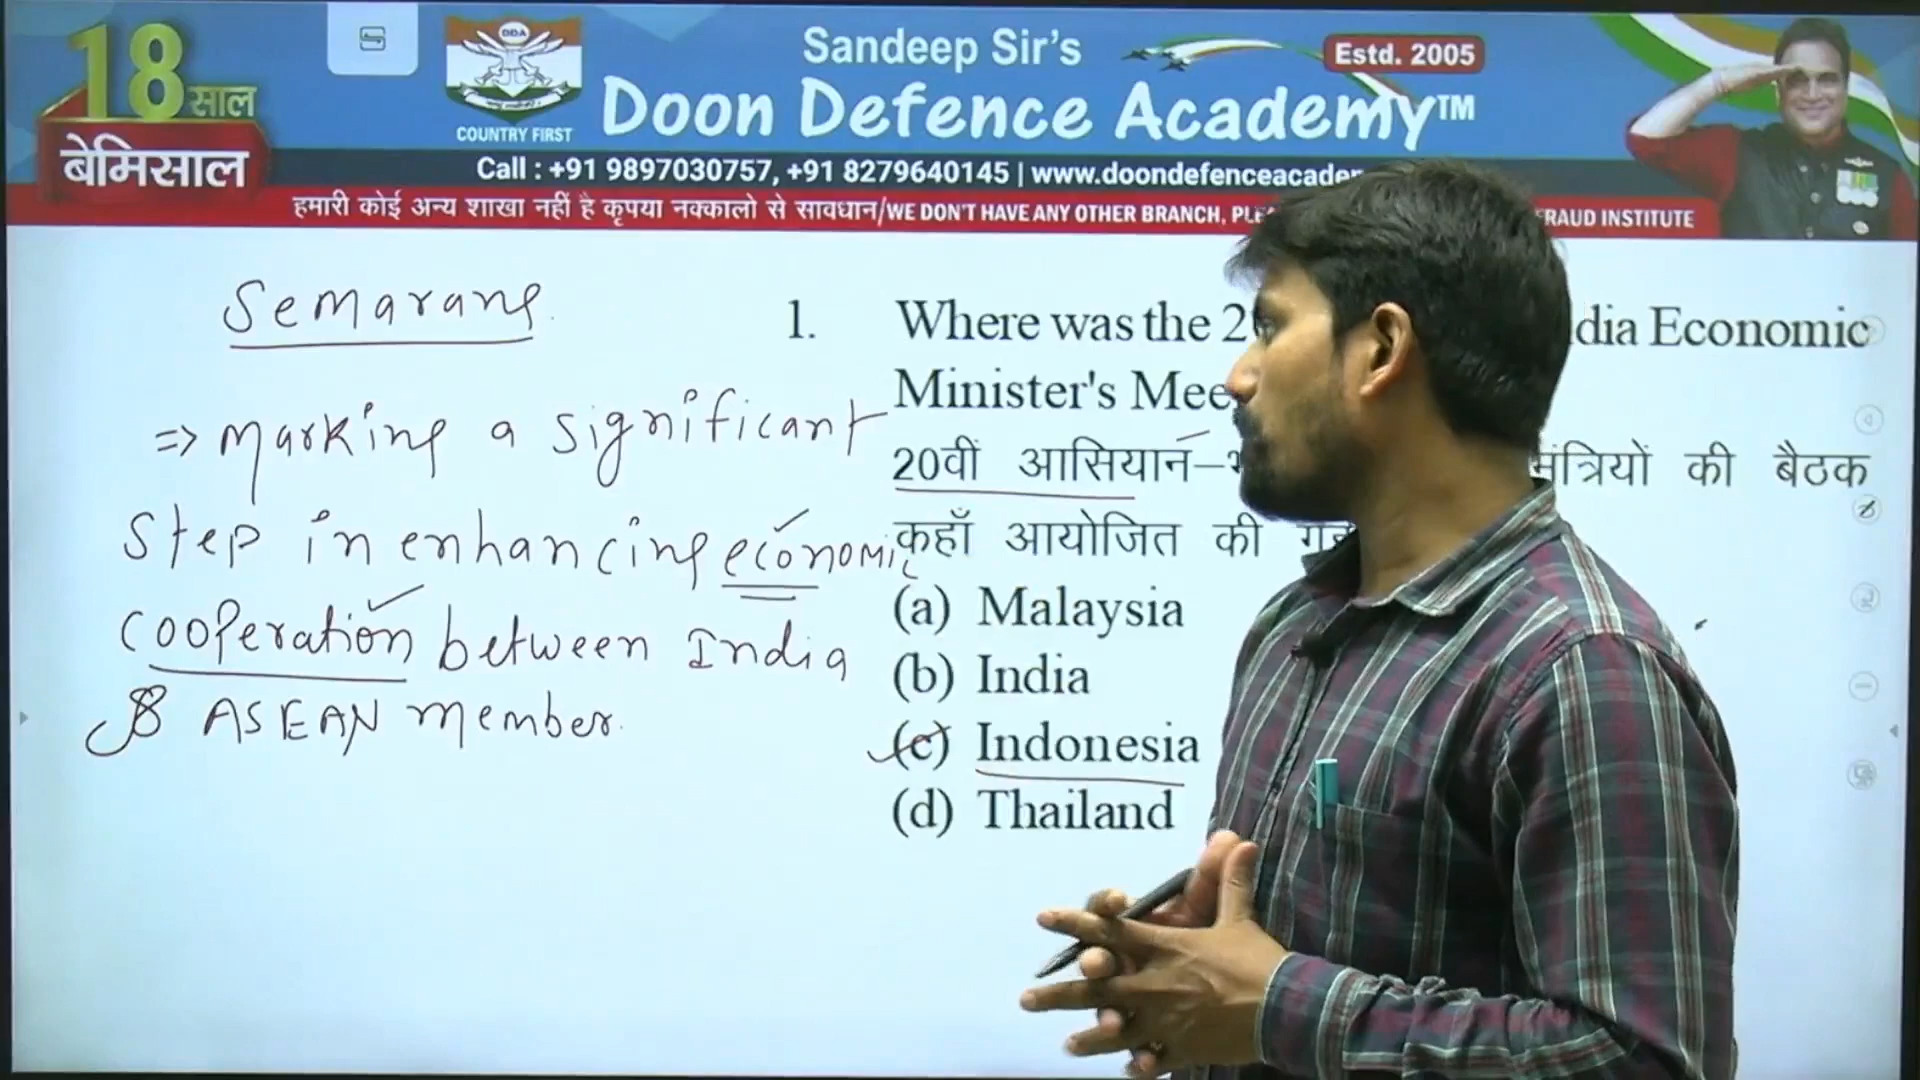 18 साल
बेमिसाल
DDA
COUNTRY FIRST
Sandeep Sir's
Estd. 2005
Doon Defence Academy™
Call : +91 9897030757, +91 8279640145 | www.doondefenceacade
हमारी कोई अन्य शाखा नहीं है कृपया नक्कालो से सावधान/WE DON'T HAVE ANY OTHER BRANCH, FRAUD INSTITUTE
Semarang
⇒ Marking a significant
Step in enhancing economic
cooperation between India
& ASEAN member.
1. Where was the 2 dia Economic
Minister's Mee
20वीं आसियान– मंत्रियों की बैठक
कहाँ आयोजित की
(a) Malaysia
(b) India
(c) Indonesia
(d) Thailand